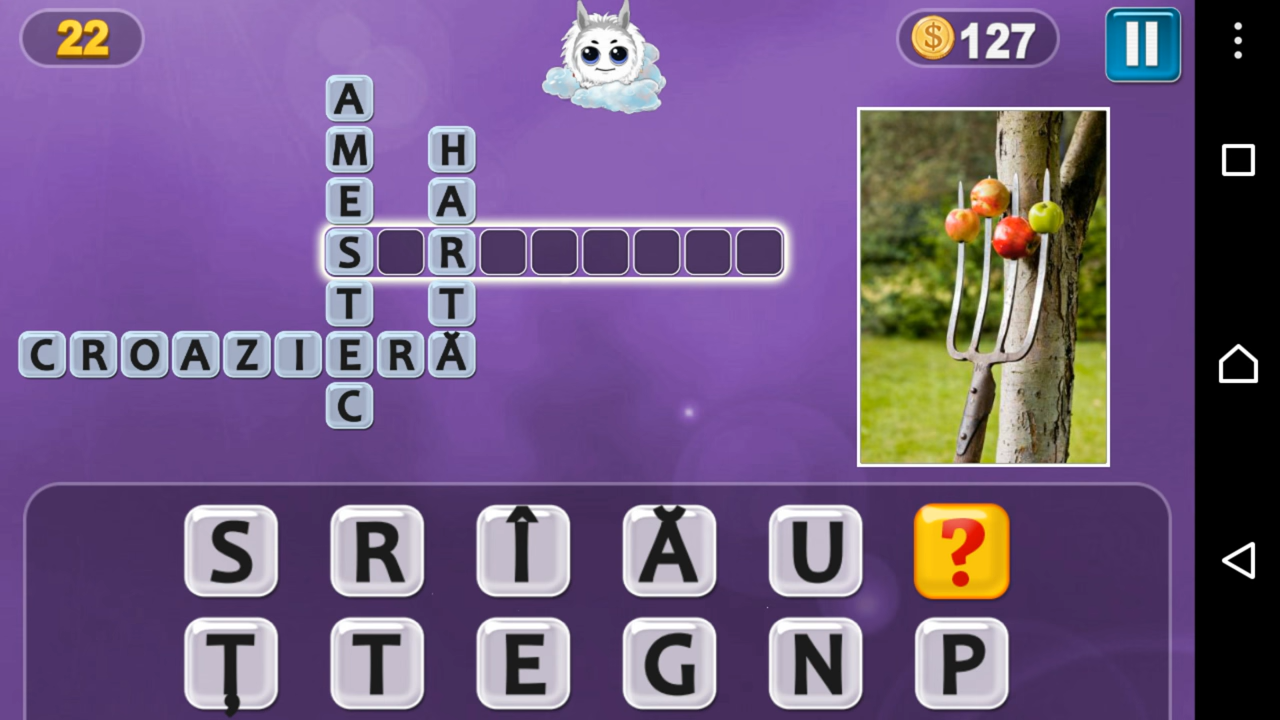 22
$ 127
A
M H
E A
S R
T T
CROAZIERĂ
C
S R Î Ă U ?
Ţ T E G N P